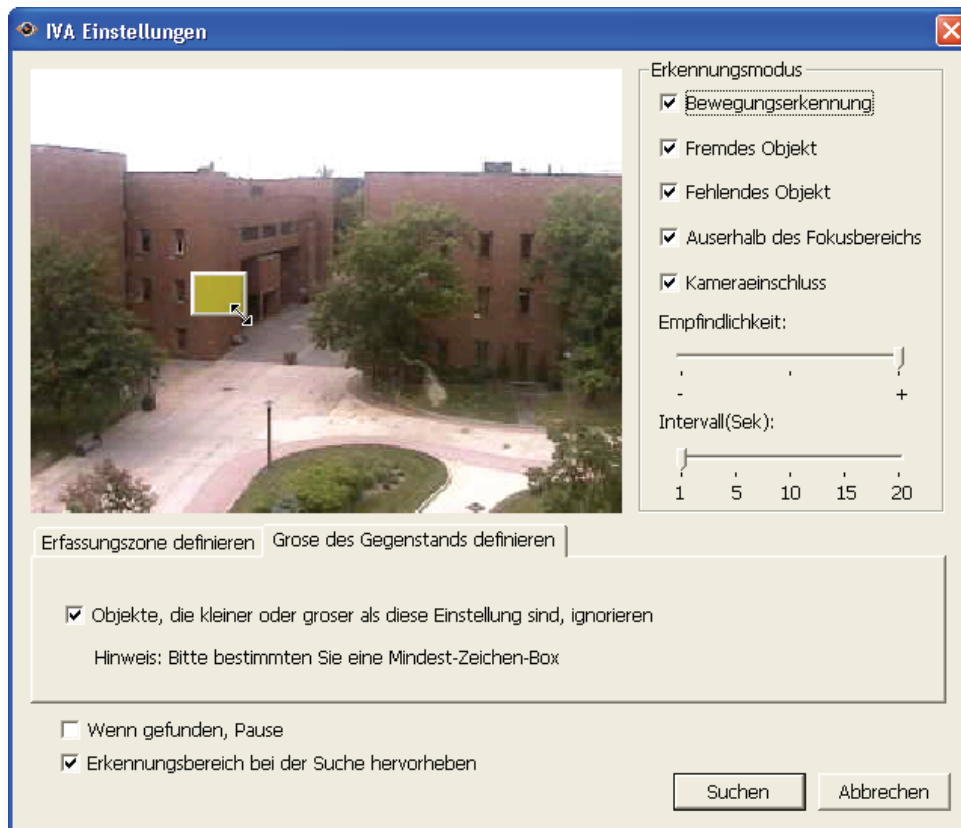 IVA Einstellungen
Erkennungsmodus
Bewegungserkennung
Fremdes Objekt
Fehlendes Objekt
Auserhalb des Fokusbereichs
Kameraeinschluss
Empfindlichkeit:
- +
Intervall(Sek):
1 5 10 15 20
Erfassungszone definieren Grose des Gegenstands definieren
Objekte, die kleiner oder groser als diese Einstellung sind, ignorieren
Hinweis: Bitte bestimmten Sie eine Mindest-Zeichen-Box
Wenn gefunden, Pause
Erkennungsbereich bei der Suche hervorheben
Suchen Abbrechen